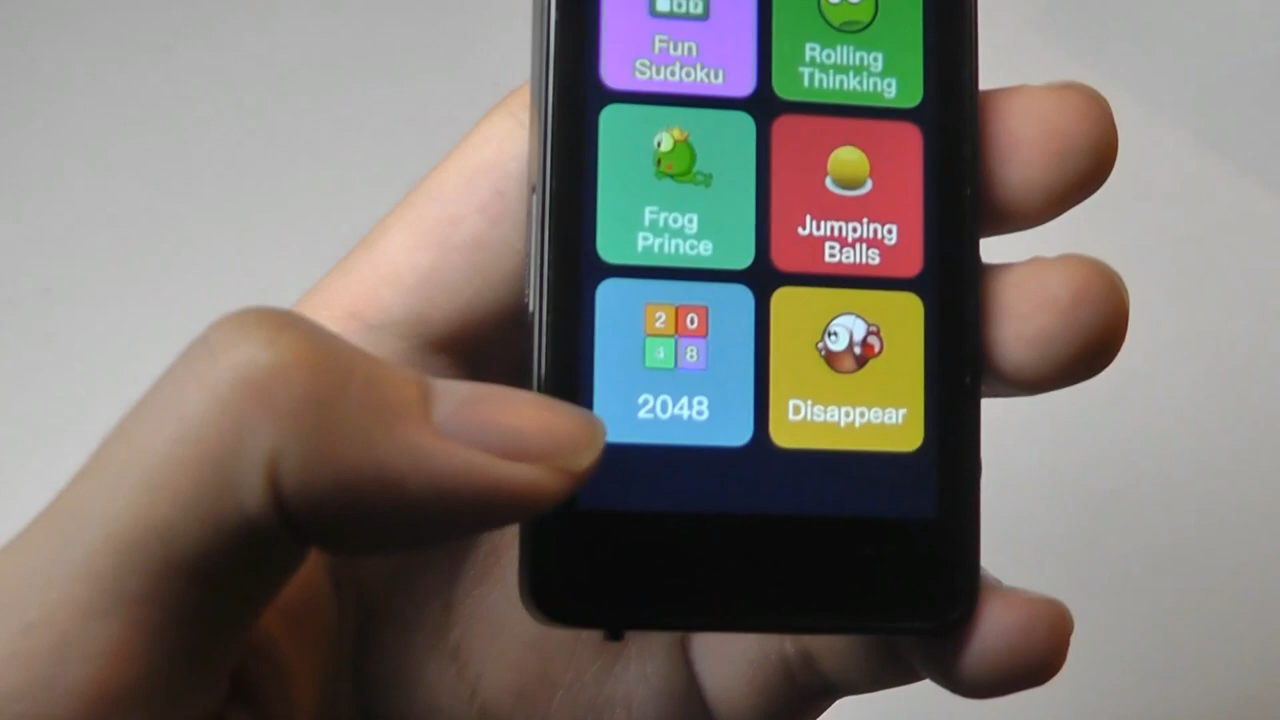 Fun
Sudoku
Rolling
Thinking
Frog
Prince
Jumping
Balls
2 0
4 8
2048
Disappear